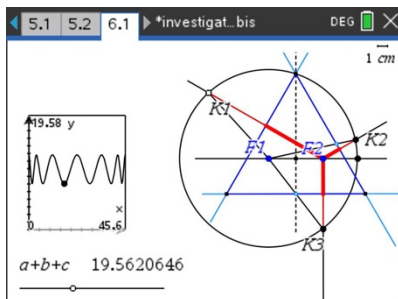 5.1 5.2 6.1 *investigat...bis DEG
1 cm
19.58 y
K1
F1
F2
K2
x
0 45.6
K3
a+b+c 19.5620646